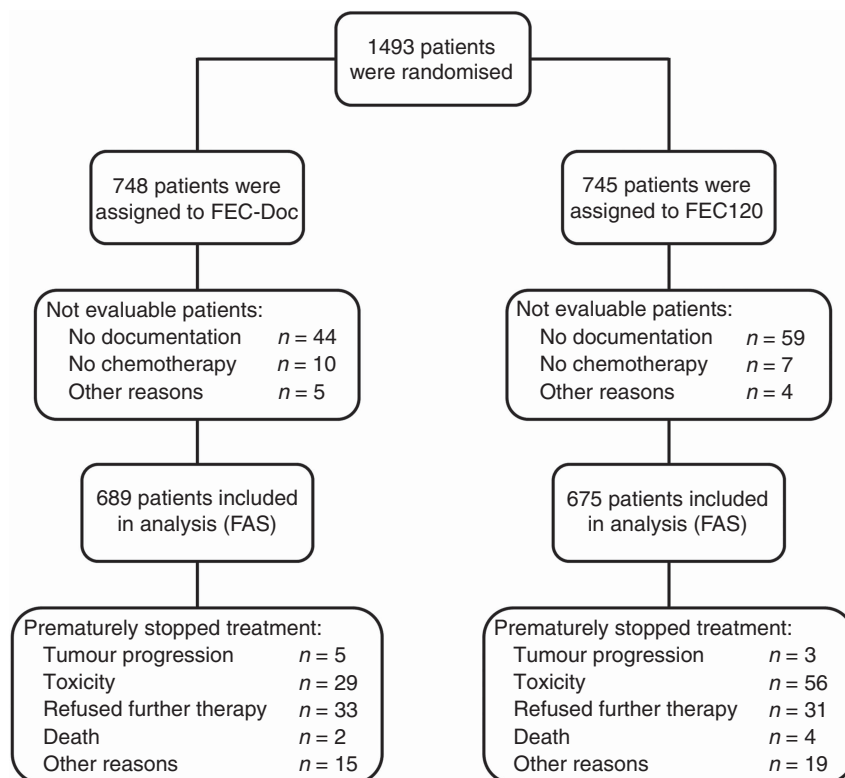 1493 patients
were randomised
748 patients were
assigned to FEC-Doc
745 patients were
assigned to FEC120
Not evaluable patients:
No documentation n = 44
No chemotherapy n = 10
Other reasons n = 5
Not evaluable patients:
No documentation n = 59
No chemotherapy n = 7
Other reasons n = 4
689 patients included
in analysis (FAS)
675 patients included
in analysis (FAS)
Prematurely stopped treatment:
Tumour progression n = 5
Toxicity n = 29
Refused further therapy n = 33
Death n = 2
Other reasons n = 15
Prematurely stopped treatment:
Tumour progression n = 3
Toxicity n = 56
Refused further therapy n = 31
Death n = 4
Other reasons n = 19